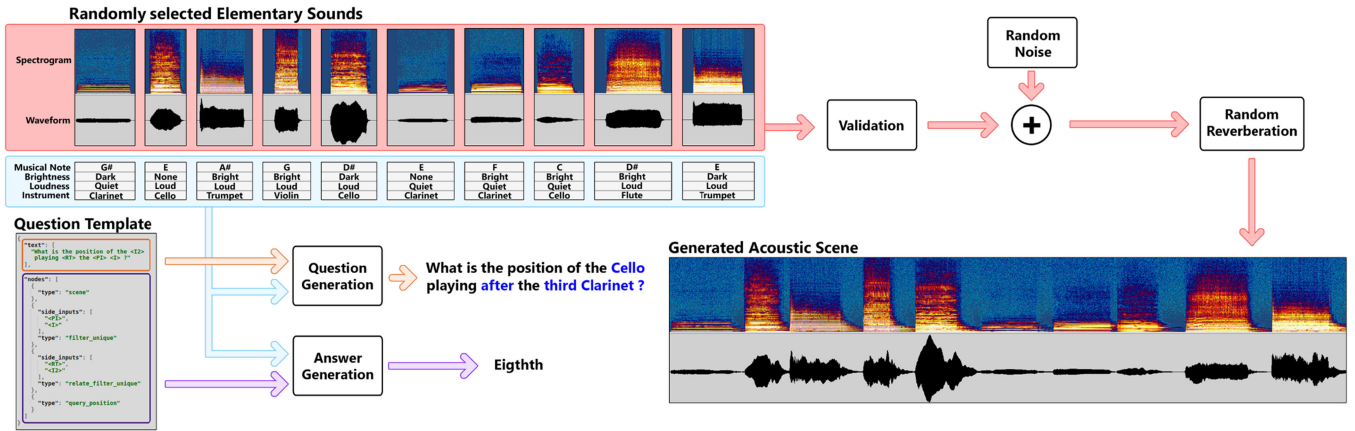 Randomly selected Elementary Sounds
Spectrogram
Waveform
Musical Note G# E A# G D# E F C D# E
Brightness Dark None Bright Bright Dark None Bright Bright Bright Dark
Loudness Quiet Loud Loud Loud Loud Quiet Quiet Quiet Loud Loud
Instrument Clarinet Cello Trumpet Violin Cello Clarinet Clarinet Cello Flute Trumpet
Validation
Random
Noise
+
Random
Reverberation
Question Template
{
"text": [
"What is the position of the <I2>
playing <RT> the <PI> <I> ?"
],
"nodes": [
{
"type": "scene"
},
{
"side_inputs": [
"<PI>",
"<I>"
],
"type": "filter_unique"
},
{
"side_inputs": [
"<RT>",
"<I2>"
],
"type": "relate_filter_unique"
},
{
"type": "query_position"
}
]
}
Question
Generation
What is the position of the Cello
playing after the third Clarinet ?
Answer
Generation
Eigthth
Generated Acoustic Scene